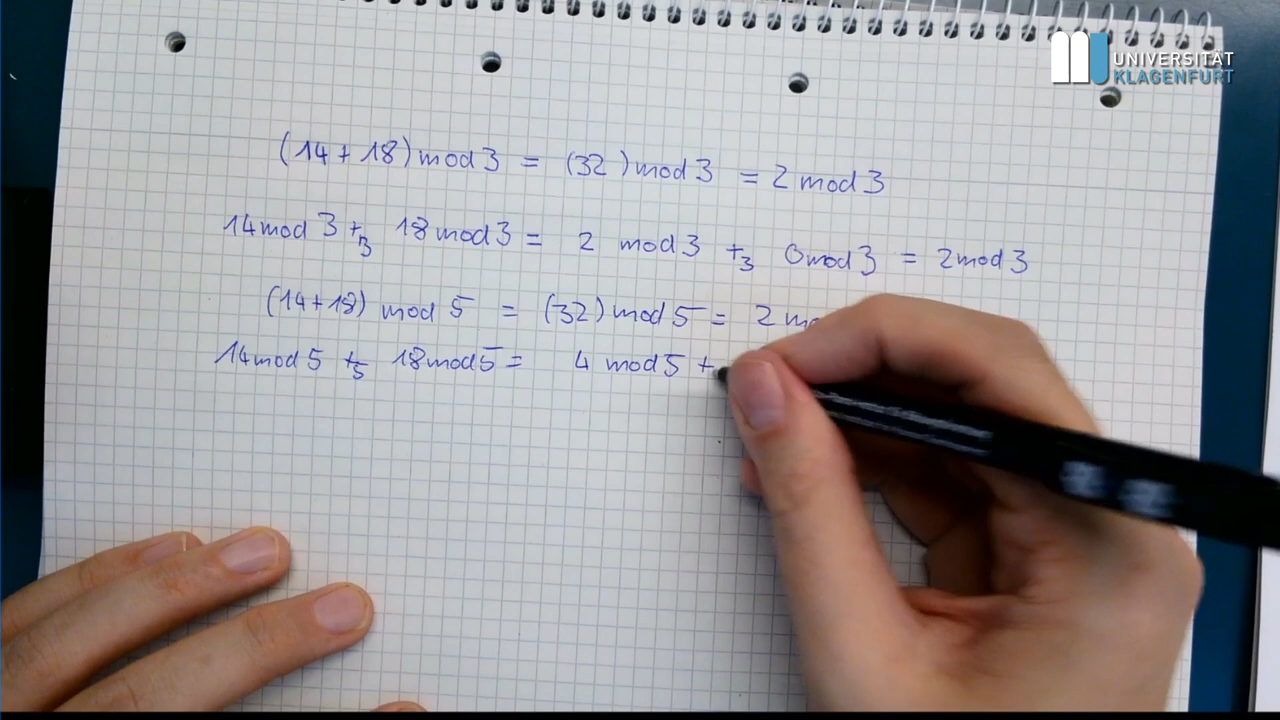 UNIVERSITÄT
KLAGENFURT
(14+18) mod 3 = (32) mod 3 = 2 mod 3
14 mod 3 +₃ 18 mod 3 = 2 mod 3 +₃ 0 mod 3 = 2 mod 3
(14+18) mod 5 = (32) mod 5 = 2
14 mod 5 +₅ 18 mod 5 = 4 mod 5 +